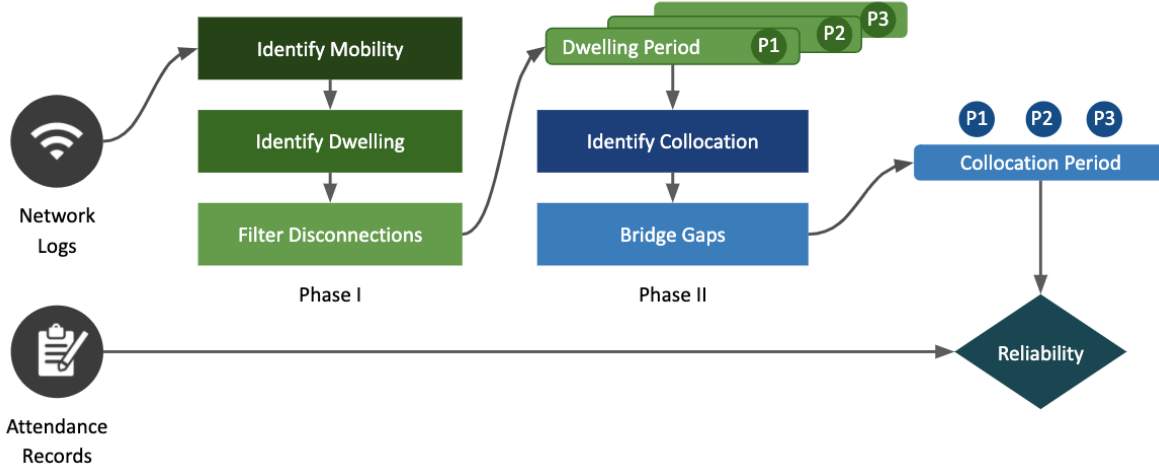 Identify Mobility
Identify Dwelling
Filter Disconnections
Phase I
Dwelling Period
P1
P2
P3
Identify Collocation
Bridge Gaps
Phase II
P1
P2
P3
Collocation Period
Reliability
Network
Logs
Attendance
Records